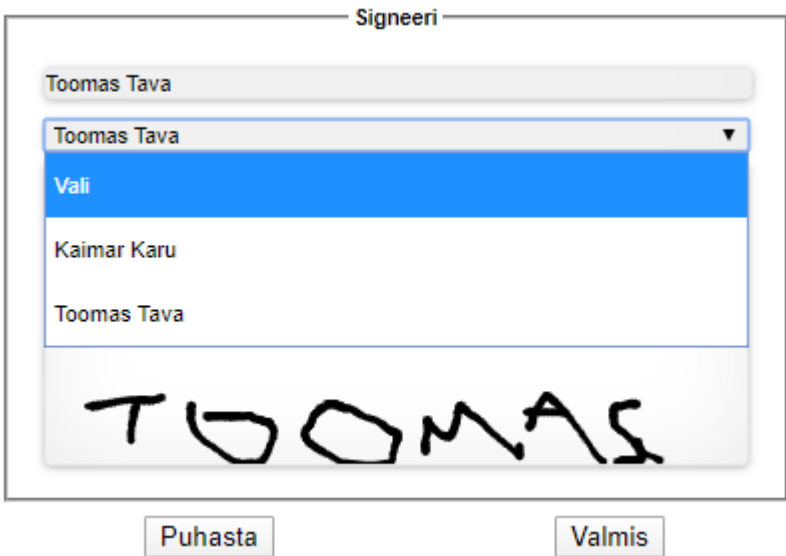 Signeeri
Toomas Tava
Toomas Tava
Vali
Kaimar Karu
Toomas Tava
TOOMAS
Puhasta
Valmis